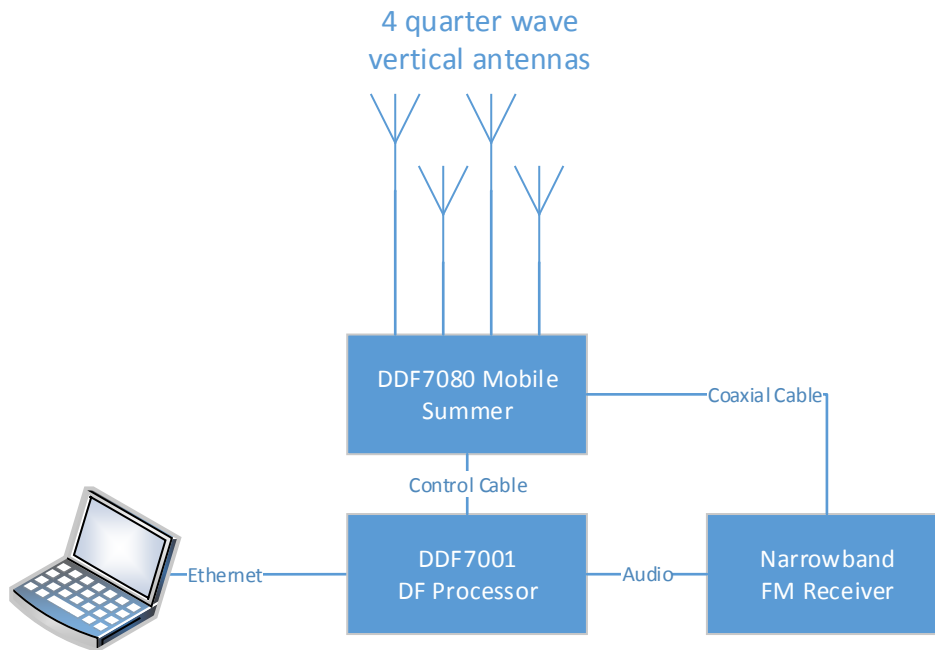 4 quarter wave
vertical antennas
DDF7080 Mobile
Summer
Coaxial Cable
Control Cable
Ethernet
DDF7001
DF Processor
Audio
Narrowband
FM Receiver